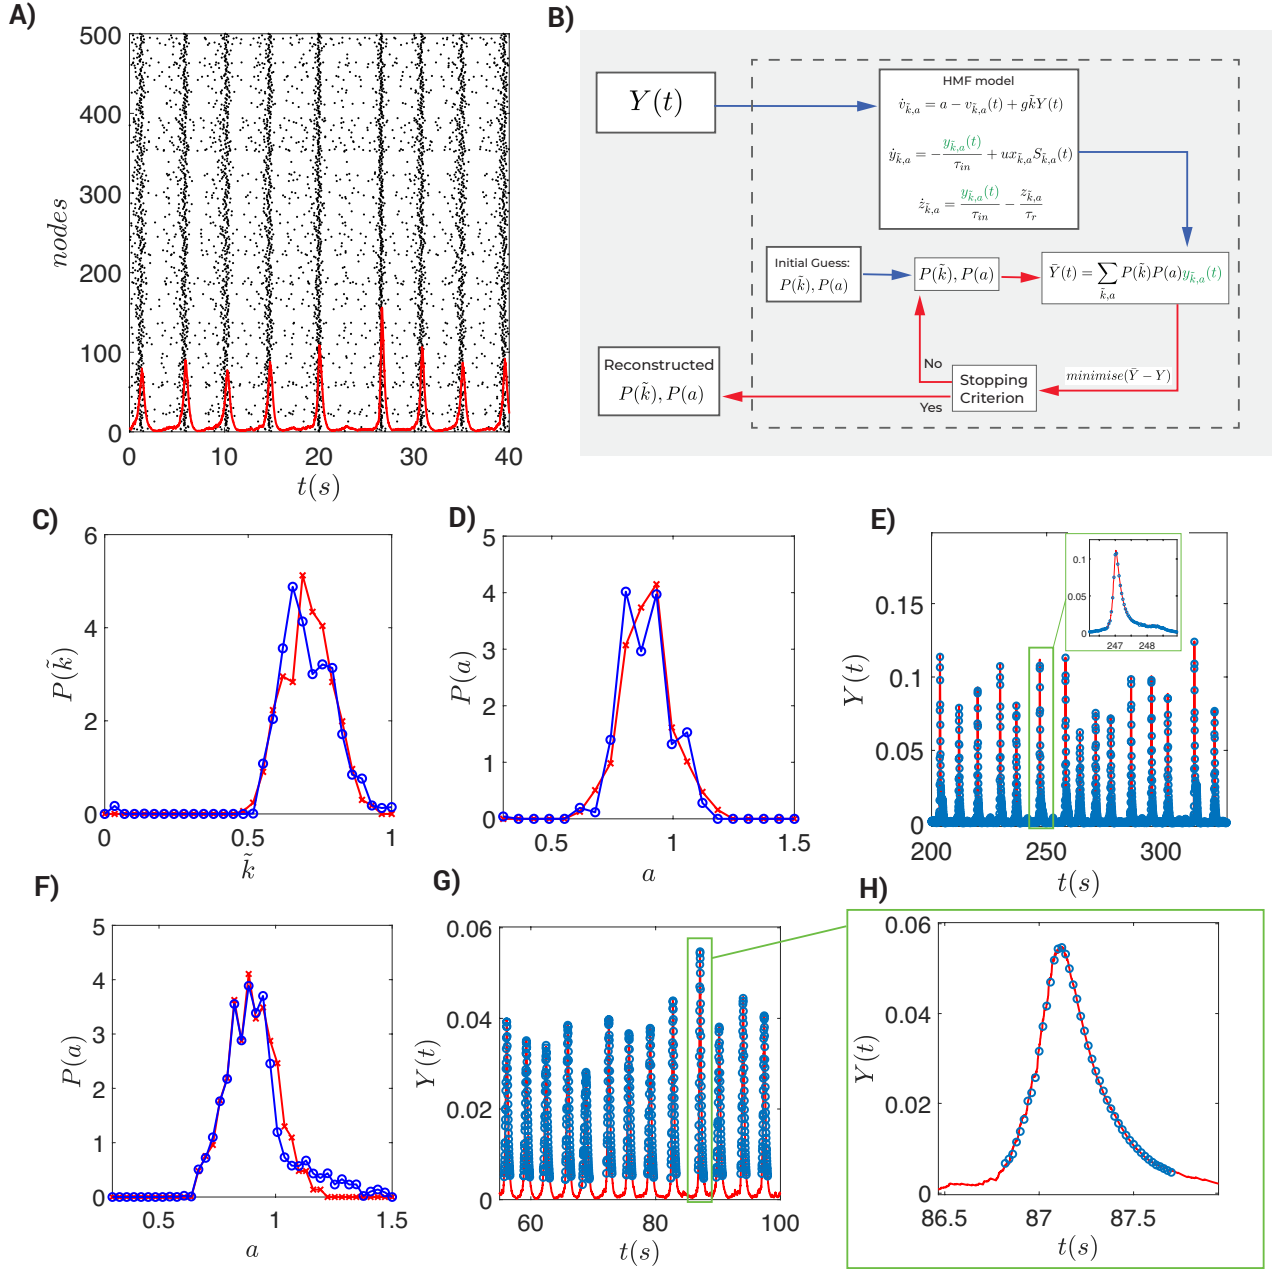 A)
500
400
300
200
100
0
nodes
0 10 20 30 40
t(s)
B)
Y(t)
HMF model
v̇_{k̃,a} = a − v_{k̃,a}(t) + gk̃Y(t)
ẏ_{k̃,a} = −y_{k̃,a}(t)/τ_{in} + ux_{k̃,a}S_{k̃,a}(t)
ż_{k̃,a} = y_{k̃,a}(t)/τ_{in} − z_{k̃,a}/τ_r
Initial Guess:
P(k̃), P(a)
P(k̃), P(a)
Ȳ(t) = ∑_{k̃,a} P(k̃)P(a)y_{k̃,a}(t)
Reconstructed
P(k̃), P(a)
No
Yes
Stopping
Criterion
minimise(Ȳ − Y)
C)
6
4
2
0
P(k̃)
0 0.5 1
k̃
D)
5
4
3
2
1
0
P(a)
0.5 1 1.5
a
E)
0.15
0.1
0.05
0
Y(t)
200 250 300
t(s)
0.1
0.05
0
247 248
F)
5
4
3
2
1
0
P(a)
0.5 1 1.5
a
G)
0.06
0.04
0.02
0
Y(t)
60 80 100
t(s)
H)
0.06
0.04
0.02
0
Y(t)
86.5 87 87.5
t(s)